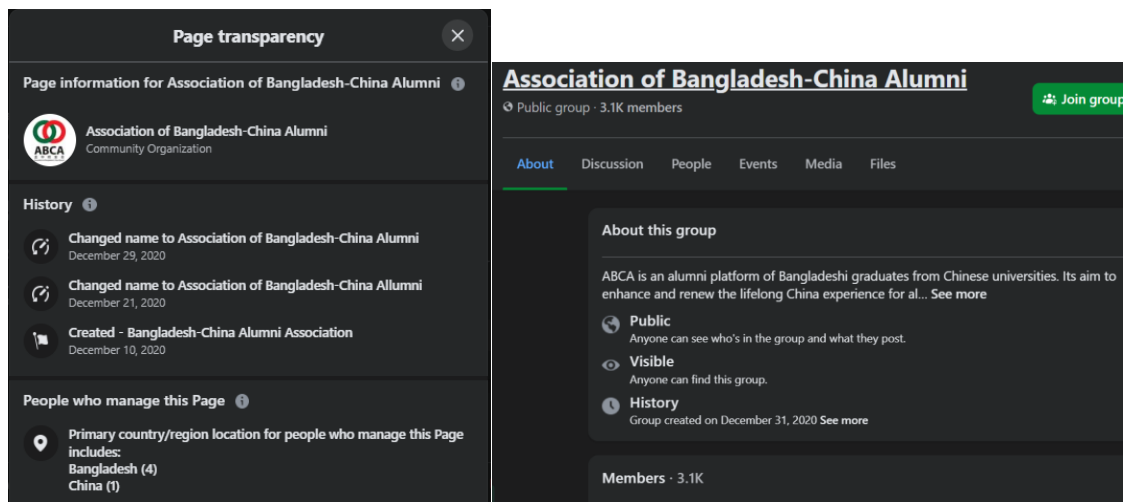 Page transparency
Page information for Association of Bangladesh-China Alumni
ABCA
Association of Bangladesh-China Alumni
Community Organization
History
Changed name to Association of Bangladesh-China Alumni
December 29, 2020
Changed name to Association of Bangladesh-China Allumni
December 21, 2020
Created - Bangladesh-China Alumni Association
December 10, 2020
People who manage this Page
Primary country/region location for people who manage this Page
includes:
Bangladesh (4)
China (1)
Association of Bangladesh-China Alumni
Public group · 3.1K members
Join group
About Discussion People Events Media Files
About this group
ABCA is an alumni platform of Bangladeshi graduates from Chinese universities. Its aim to
enhance and renew the lifelong China experience for al... See more
Public
Anyone can see who's in the group and what they post.
Visible
Anyone can find this group.
History
Group created on December 31, 2020 See more
Members · 3.1K